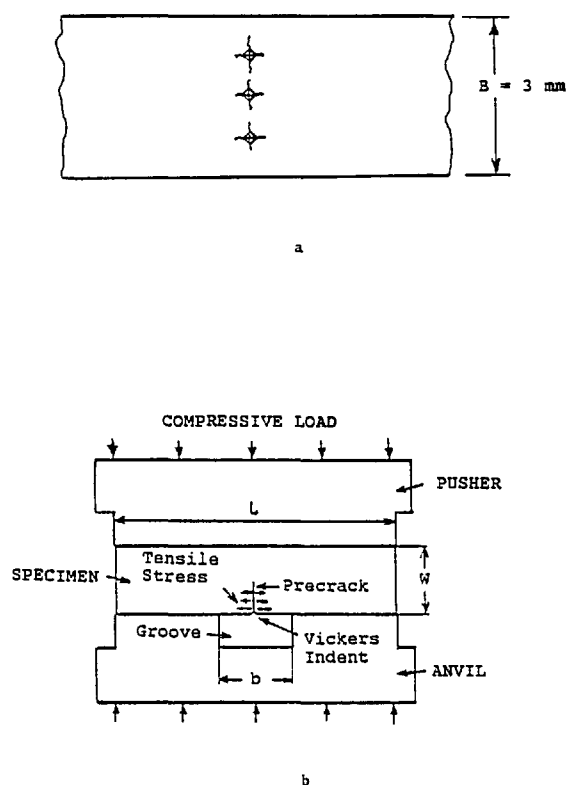 B = 3 mm
a
COMPRESSIVE LOAD
PUSHER
L
Tensile
Stress
SPECIMEN
Precrack
W
Groove
Vickers
Indent
b
ANVIL
b